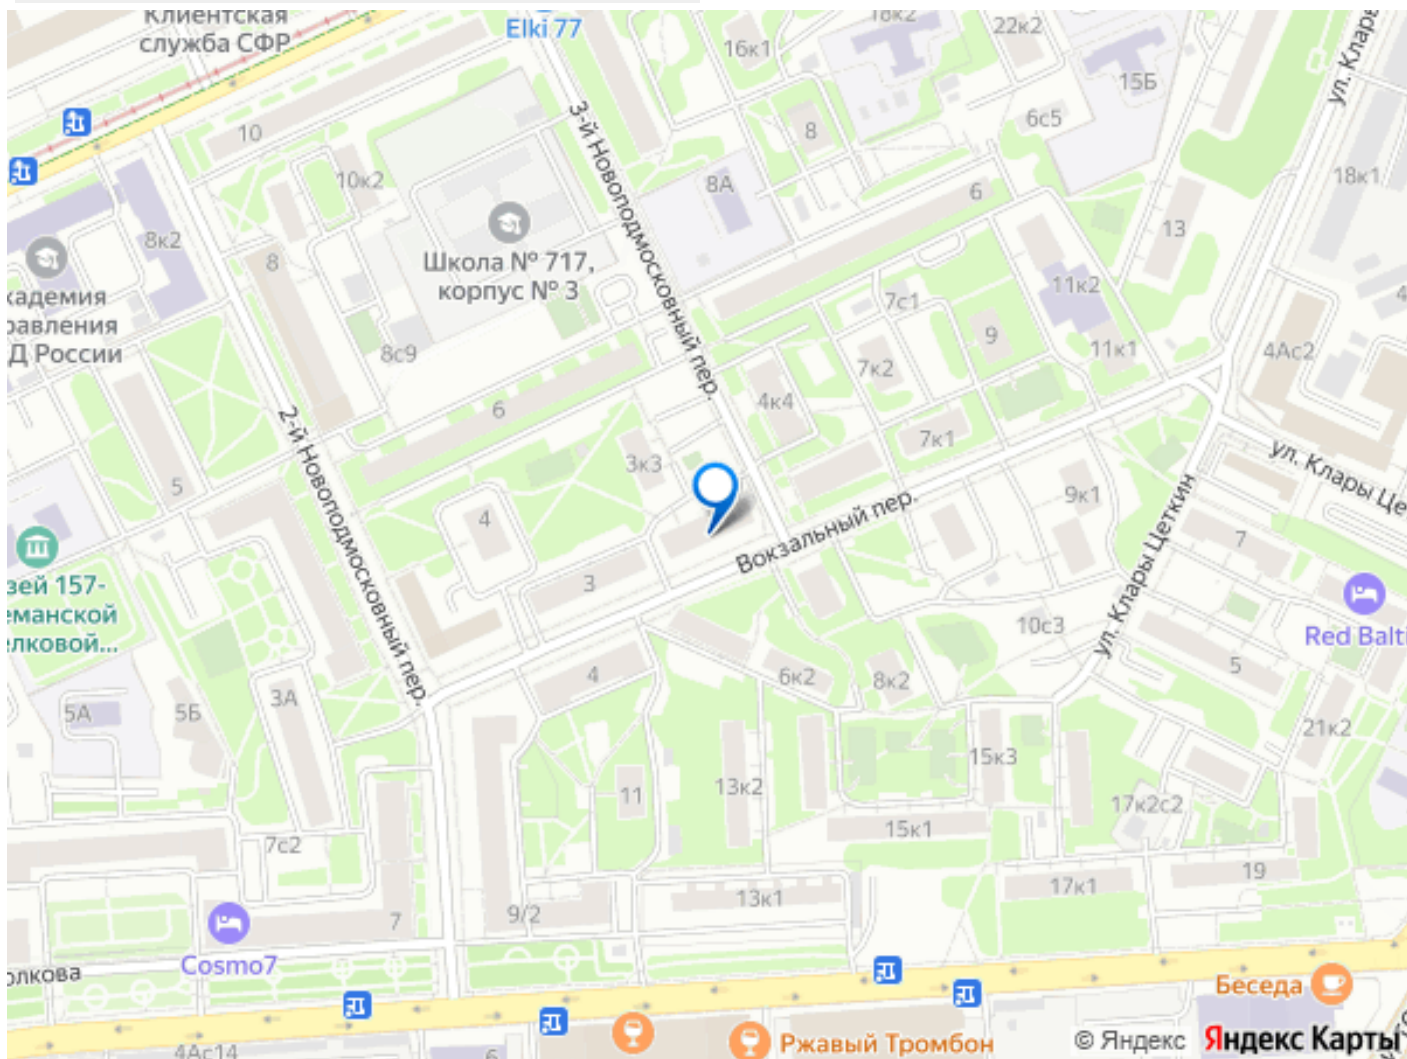 Клиентская
служба СФР
Elki 77
16к1
18к2
22к2
15Б
ул. Клары
6с5
18к1
10
10к2
3-й Новоподмосковный пер.
8
8А
6
13
8к2
8
Школа № 717,
корпус № 3
11к2
7с1
9
11к1
4Ас2
8с9
7к2
4к4
7к1
6
2-й Новоподмосковный пер.
3к3
5
4
Вокзальный пер.
9к1
ул. Клары Цеткин
7
3
10с3
Red Balti
5
4
6к2
8к2
5А
5Б
3А
21к2
15к3
11
13к2
17к2с2
15к1
7с2
19
17к1
13к1
9/2
7
Cosmo7
Беседа
Ржавый Тромбон
4Ас14
6
© Яндекс Яндекс Карты